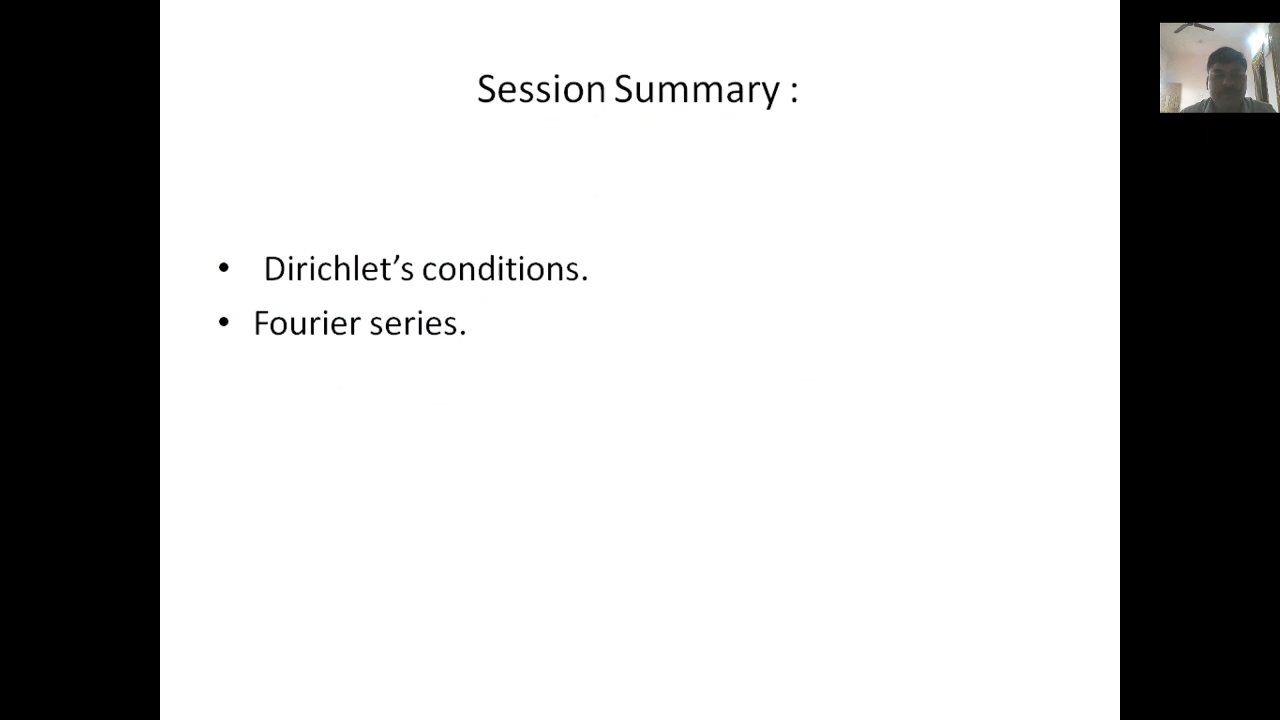 Session Summary :
• Dirichlet’s conditions.
• Fourier series.